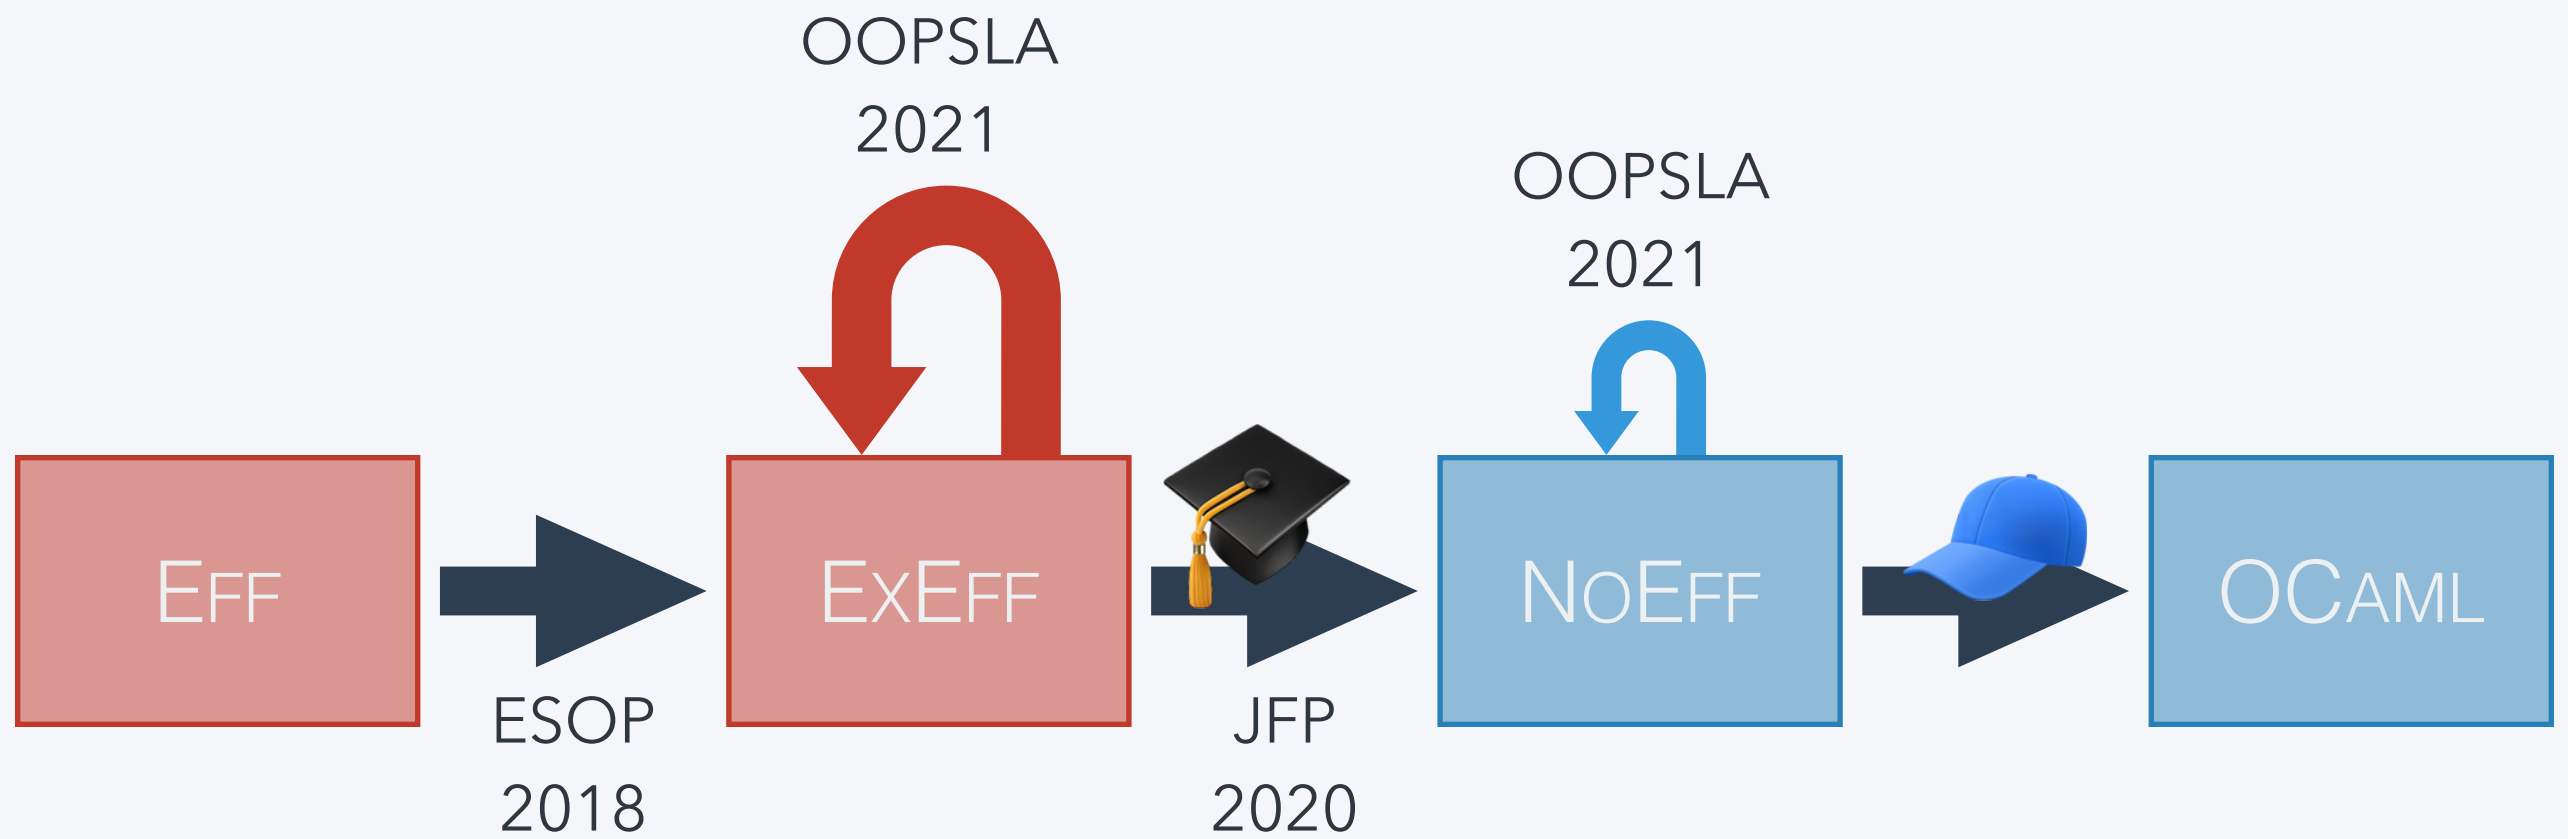 OOPSLA
2021
OOPSLA
2021
EFF
EXEFF
NOEFF
OCAML
ESOP
2018
JFP
2020